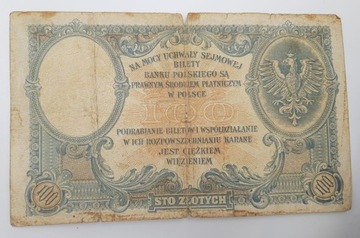 NA MOCY UCHWAŁY SEJMOWEJ
BILETY
BANKU POLSKIEGO SĄ
PRAWNYM ŚRODKIEM PŁATNICZYM
W POLSCE
100
PODRABIANIE BILETÓW I WSPÓŁDZIAŁANIE
W ICH ROZPOWSZECHNIANIU KARANE
JEST CIĘŻKIEM
WIĘZIENIEM
100
STO ZŁOTYCH
100